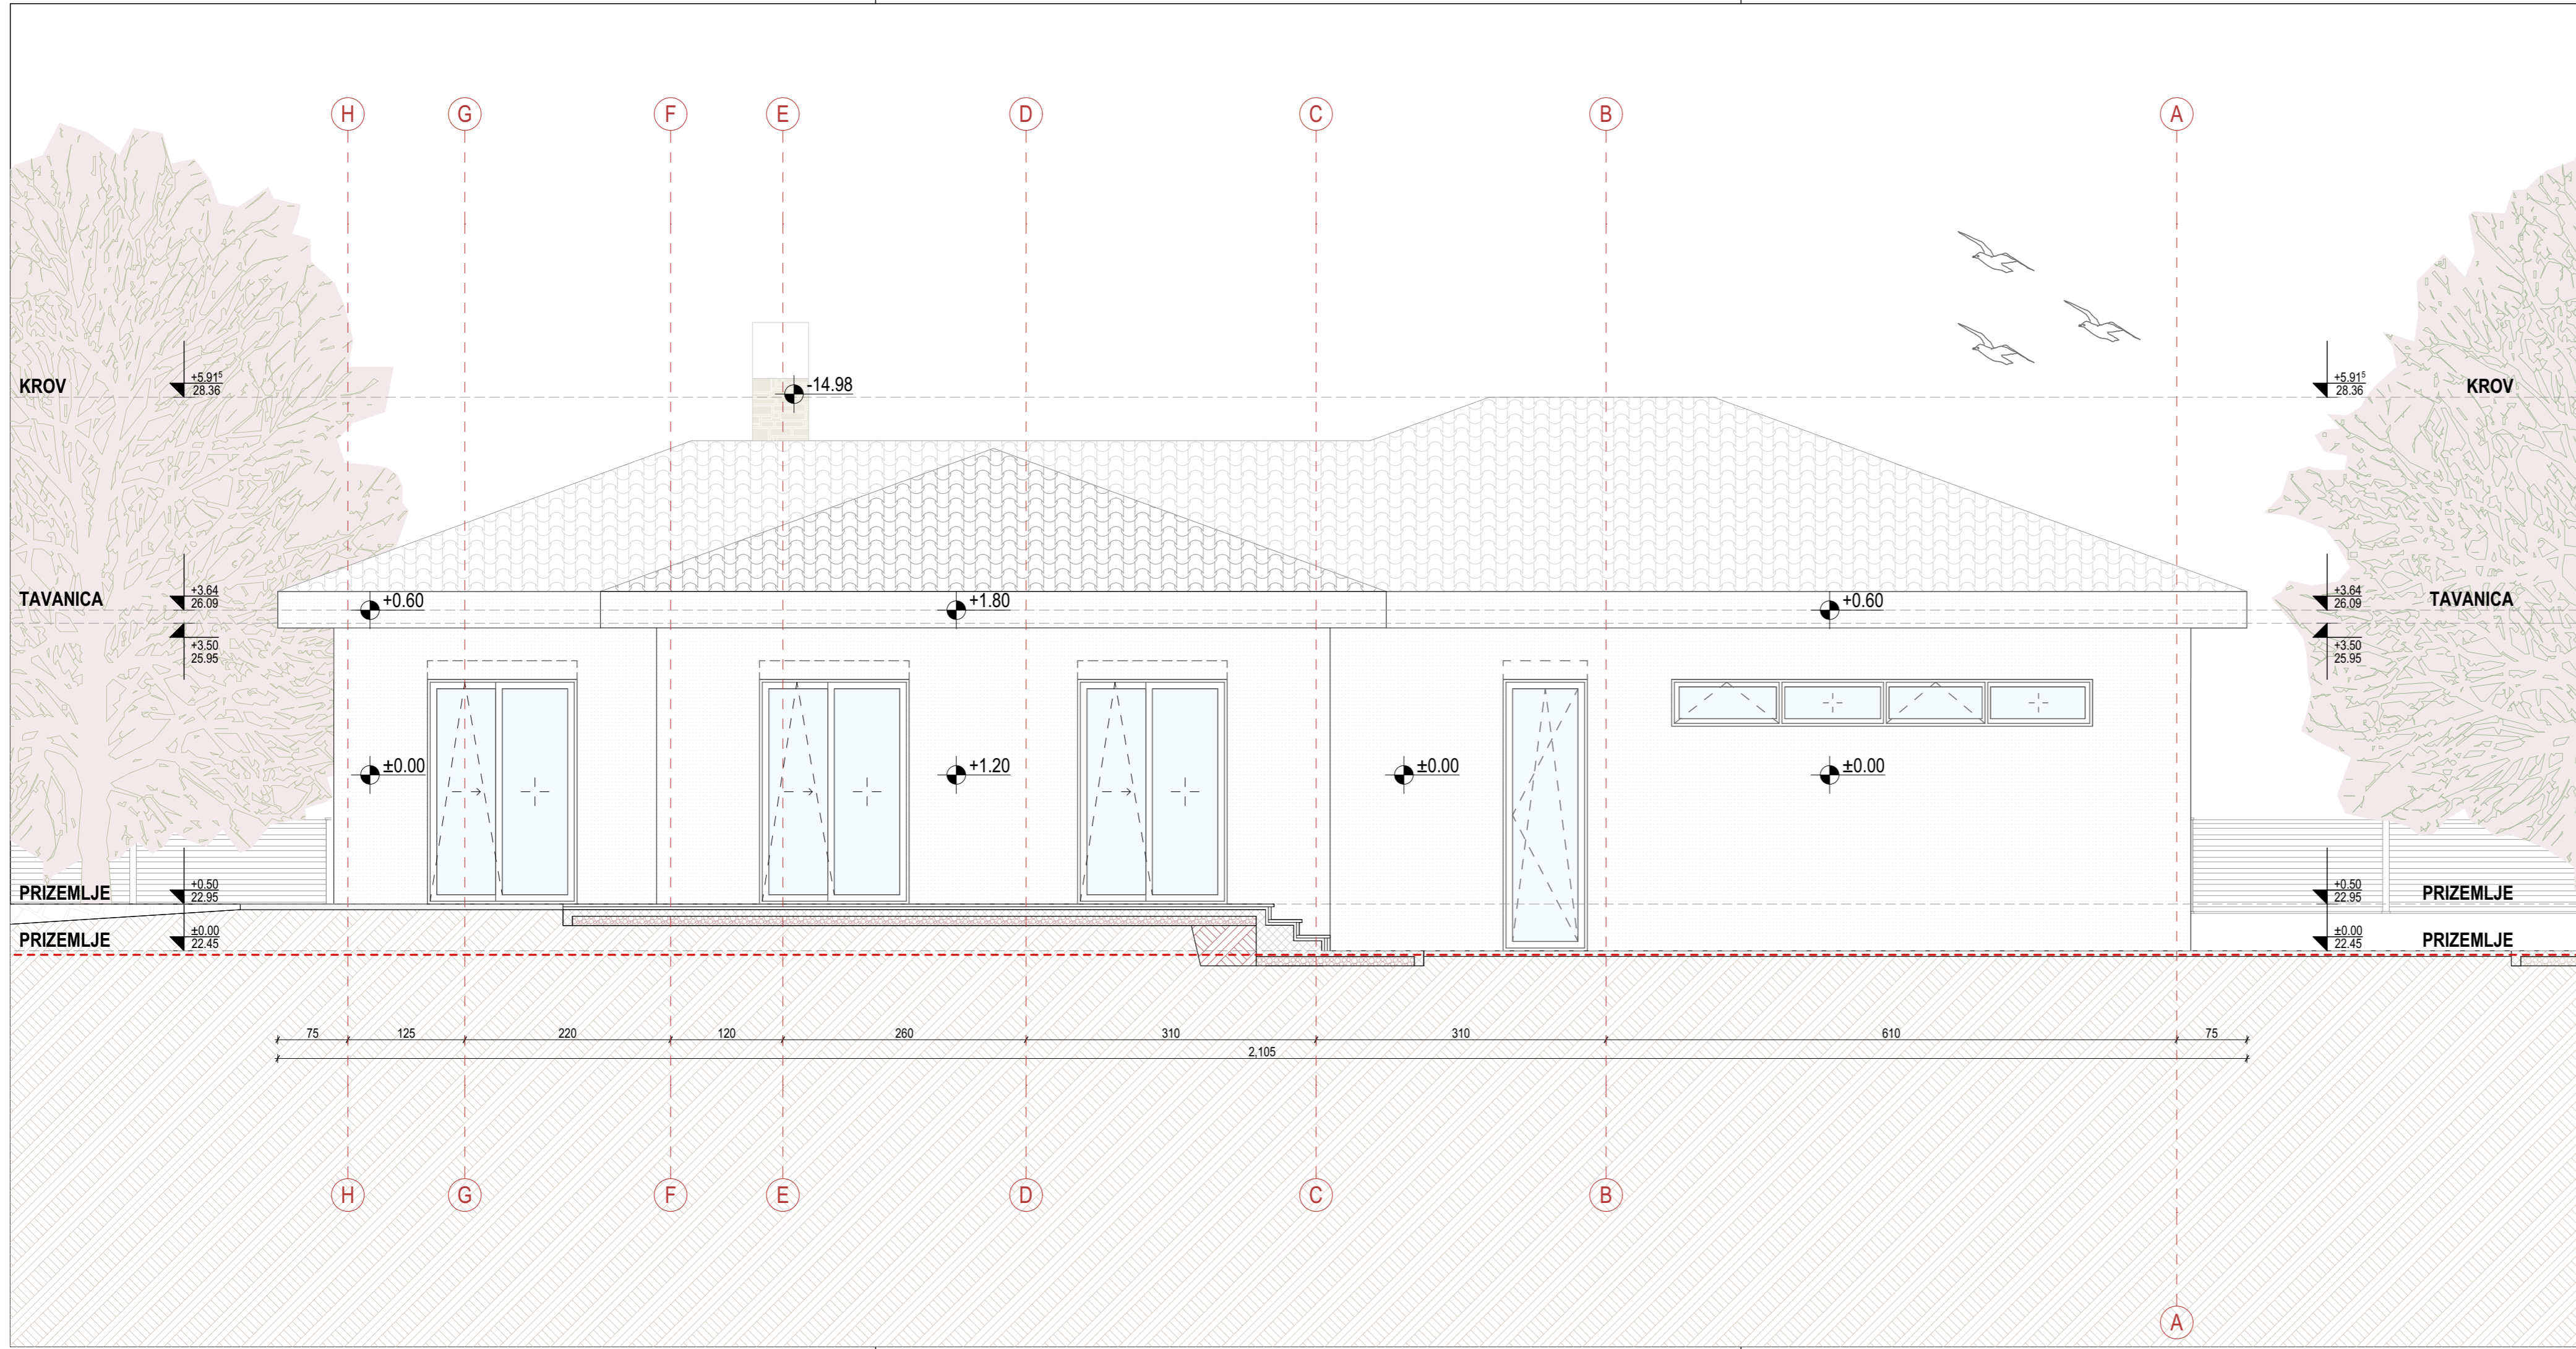 H G F E D C B A
-14.98
KROV +5.91⁵ +5.91⁵ KROV
28.36 28.36
TAVANICA +3.64 +0.60 +1.80 +0.60 +3.64 TAVANICA
26.09 26.09
+3.50 +3.50
25.95 25.95
±0.00 +1.20 ±0.00 ±0.00
PRIZEMLJE +0.50 +0.50 PRIZEMLJE
22.95 22.95
PRIZEMLJE ±0.00 ±0.00 PRIZEMLJE
22.45 22.45
75 125 220 120 260 310 310 610 75
2,105
H G F E D C B
A